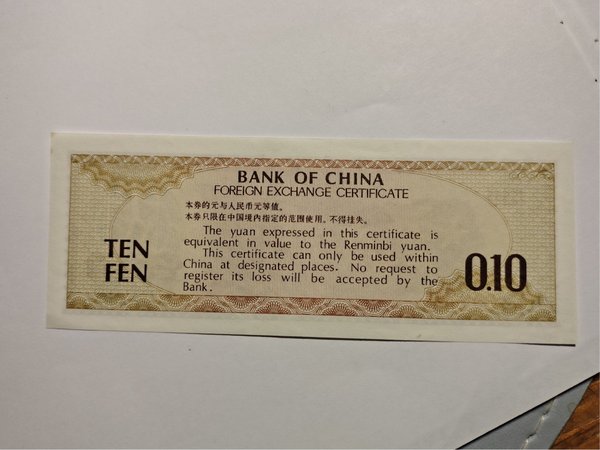 BANK OF CHINA
FOREIGN EXCHANGE CERTIFICATE
本券的元与人民币元等值。
本券只限在中国境内指定的范围使用、不得挂失。
The yuan expressed in this certificate is
equivalent in value to the Renminbi yuan.
This certificate can only be used within
China at designated places. No request to
register its loss will be accepted by the
Bank.
TEN
FEN
0.10